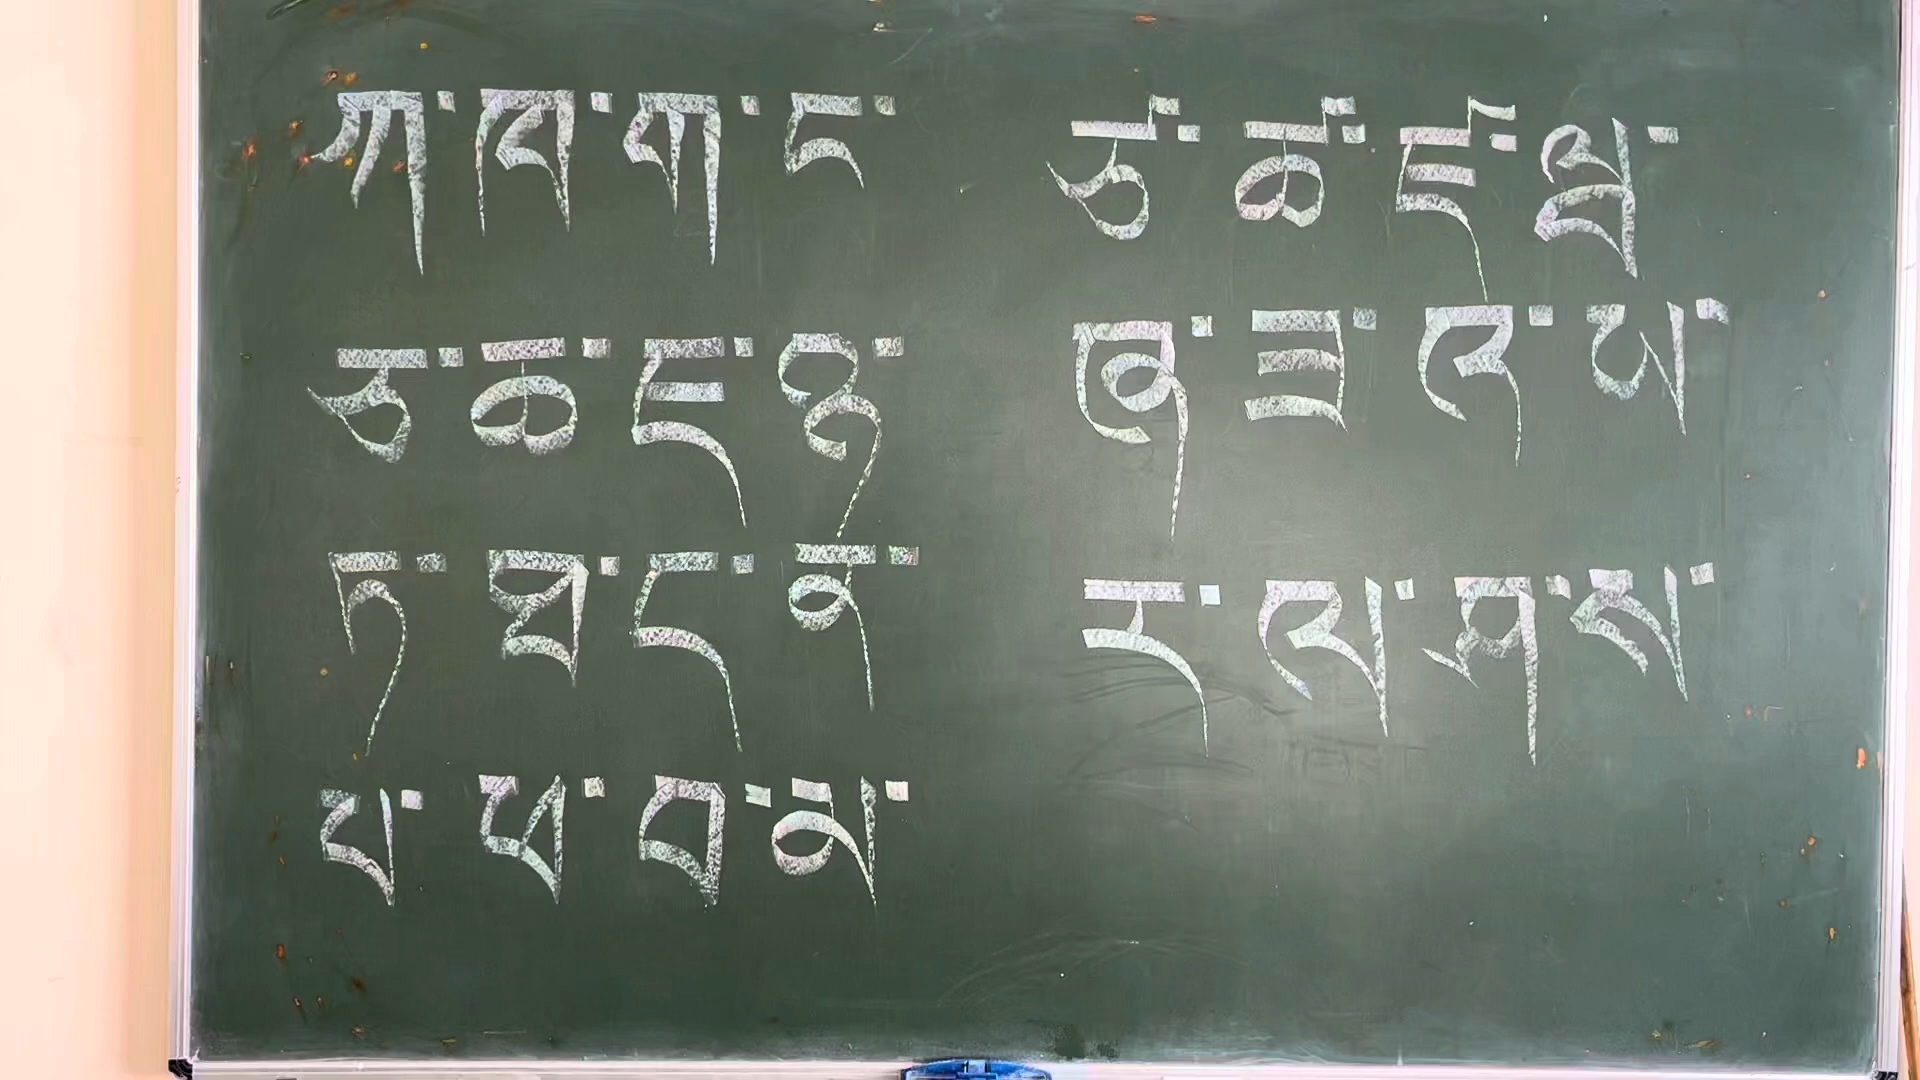 ཀ་ཁ་ག་ང་
ཅ་ཆ་ཇ་ཉ་
ཏ་ཐ་ད་ན་
པ་ཕ་བ་མ་
ཙ་ཚ་ཛ་ཝ་
ཞ་ཟ་འ་ཡ་
ར་ལ་ཤ་ས་